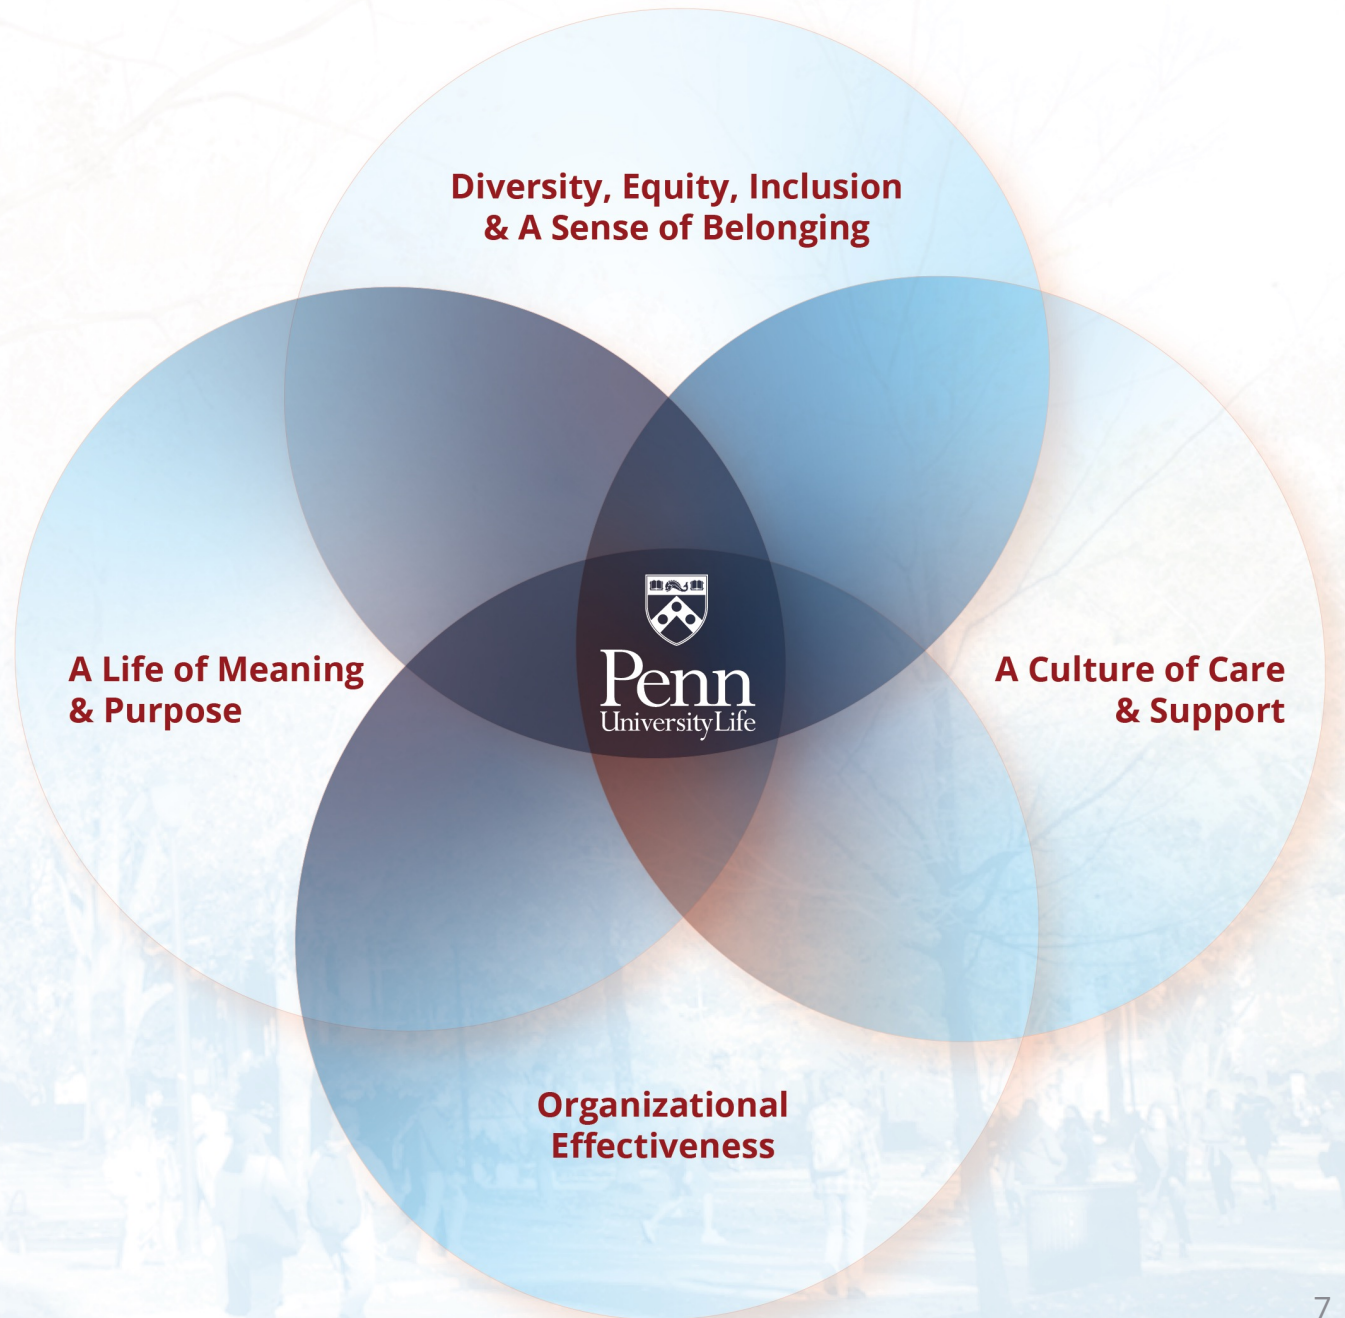 Diversity, Equity, Inclusion
& A Sense of Belonging
A Life of Meaning
& Purpose
Penn
University Life
A Culture of Care
& Support
Organizational
Effectiveness
7